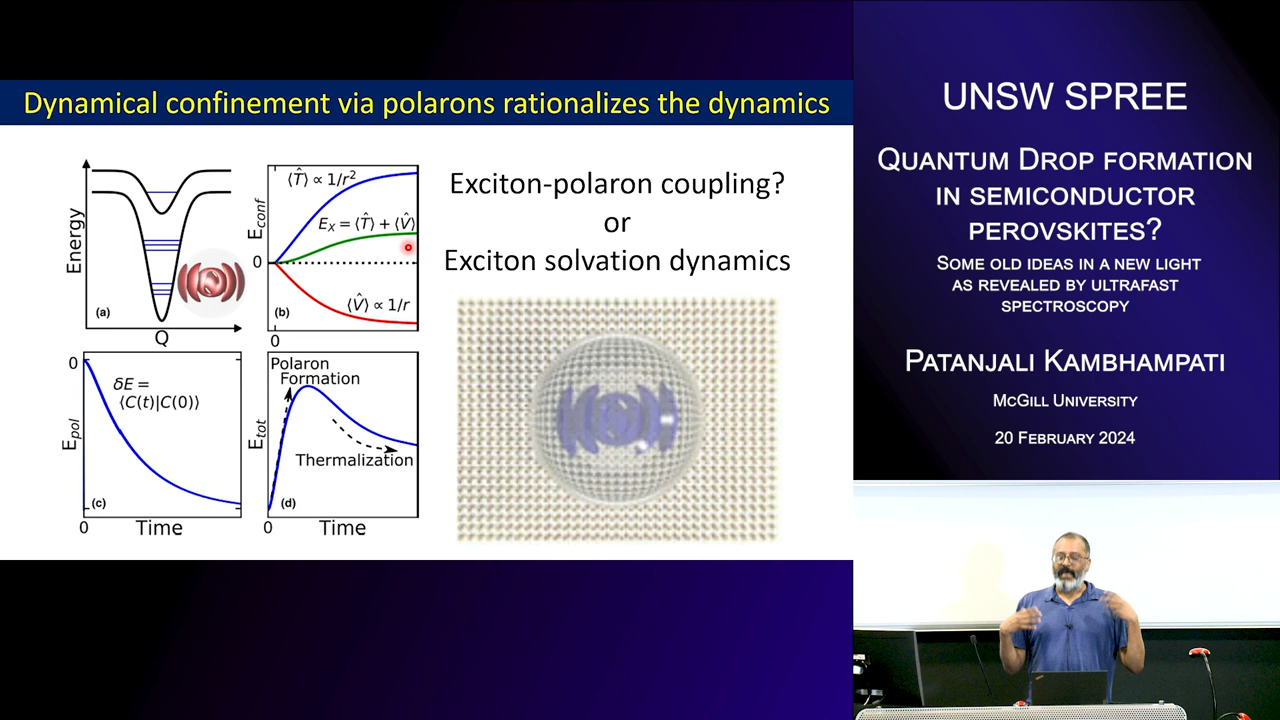 Dynamical confinement via polarons rationalizes the dynamics
Energy
(a)
Q
E_conf
⟨T̂⟩ ∝ 1/r²
E_X = ⟨T̂⟩ + ⟨V̂⟩
0
⟨V̂⟩ ∝ 1/r
(b)
0
0
δE =
⟨C(t)|C(0)⟩
E_pol
(c)
0
Time
Polaron
Formation
E_tot
Thermalization
(d)
0
Time
Exciton-polaron coupling?
or
Exciton solvation dynamics
UNSW SPREE
Quantum Drop formation
in semiconductor
perovskites?
Some old ideas in a new light
as revealed by ultrafast
spectroscopy
Patanjali Kambhampati
McGill University
20 February 2024